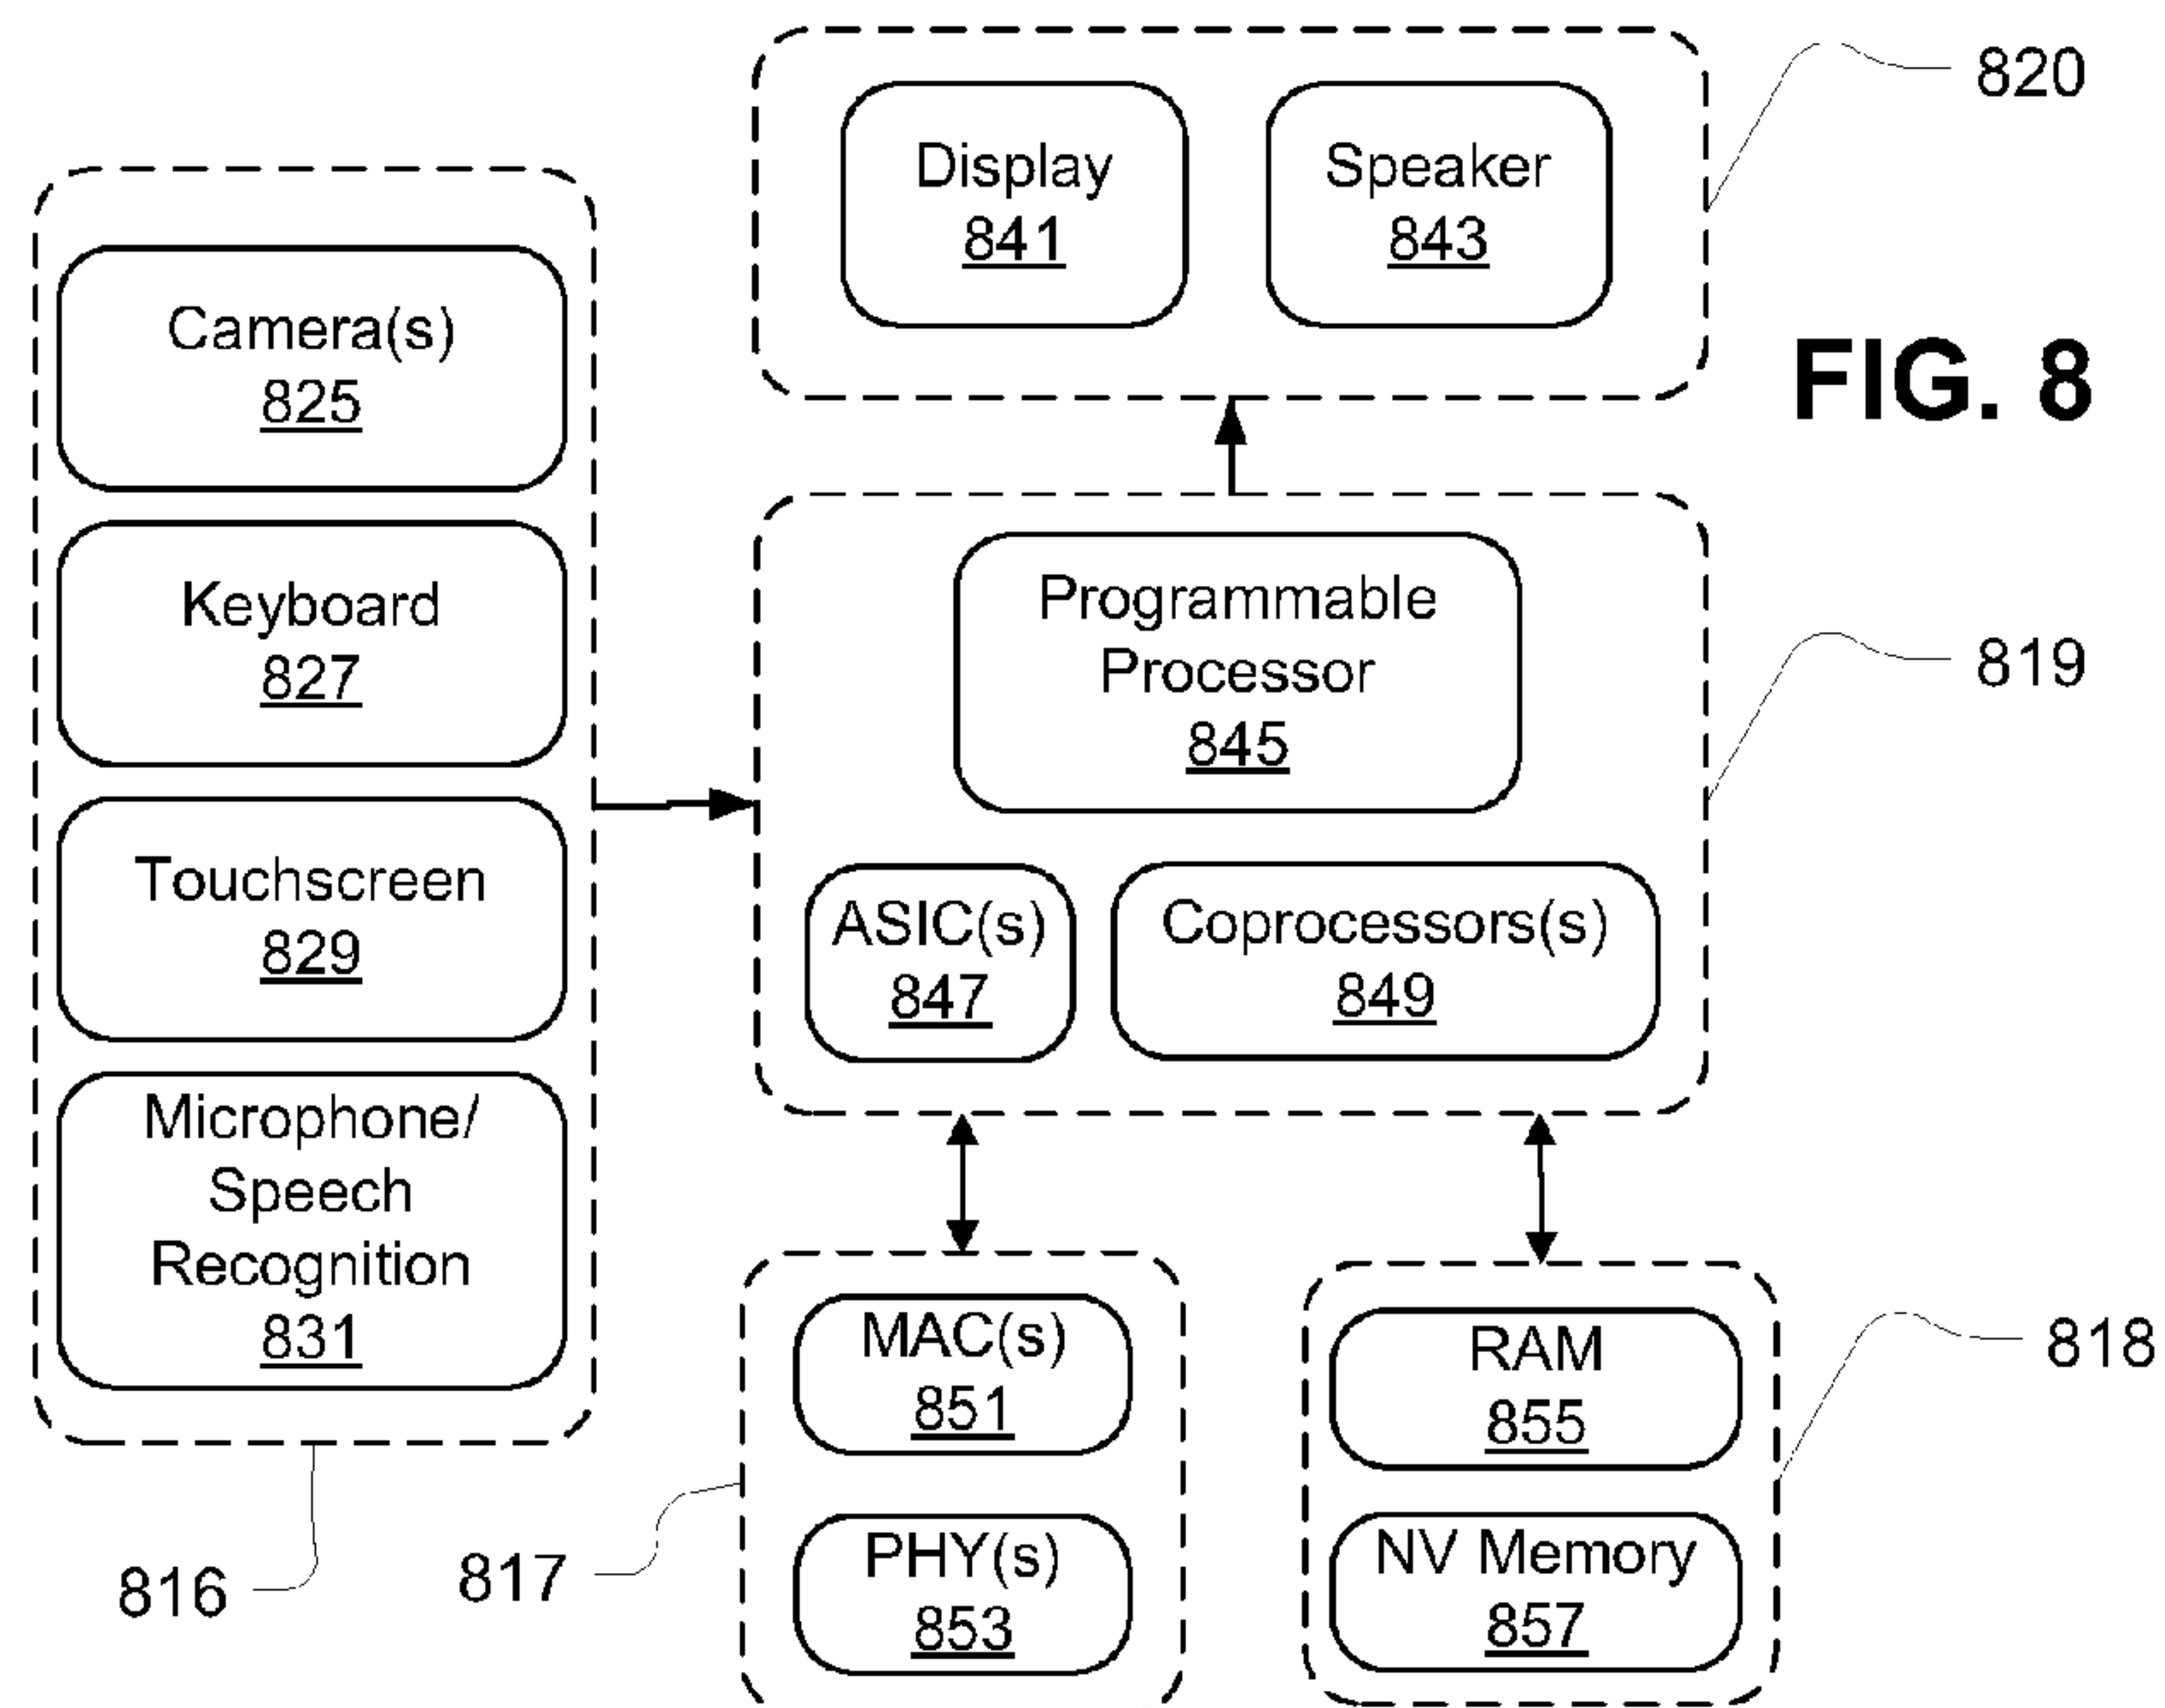 820
Display
841
Speaker
843
FIG. 8
Camera(s)
825
Keyboard
827
Touchscreen
829
Microphone/
Speech
Recognition
831
816
Programmable
Processor
845
819
ASIC(s)
847
Coprocessors(s)
849
MAC(s)
851
PHY(s)
853
817
RAM
855
NV Memory
857
818